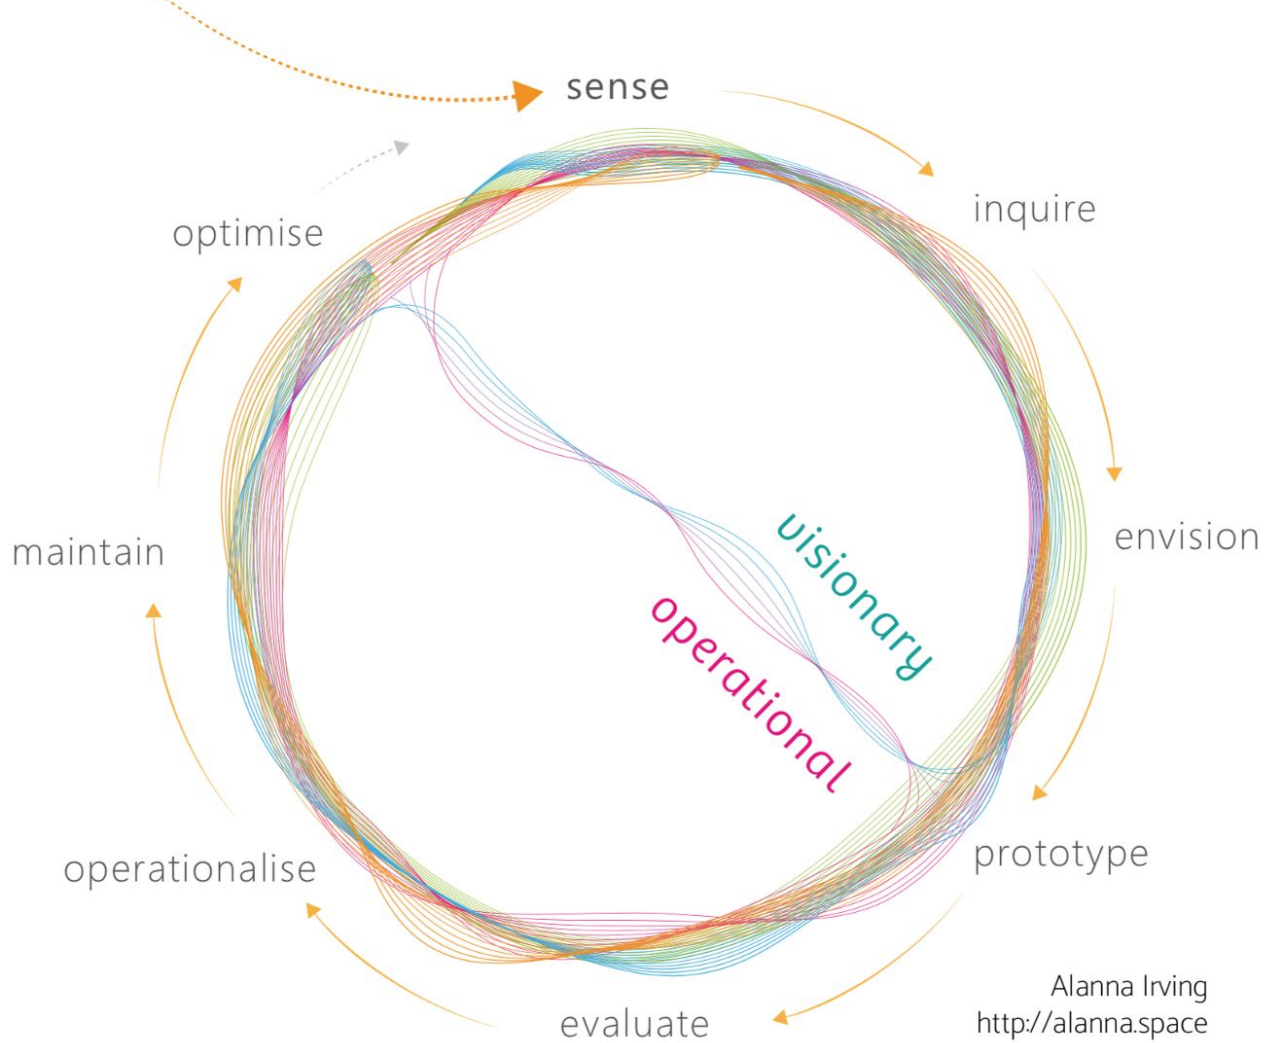 sense
inquire
optimise
envision
maintain
visionary
operational
prototype
operationalise
evaluate
Alanna Irving
http://alanna.space